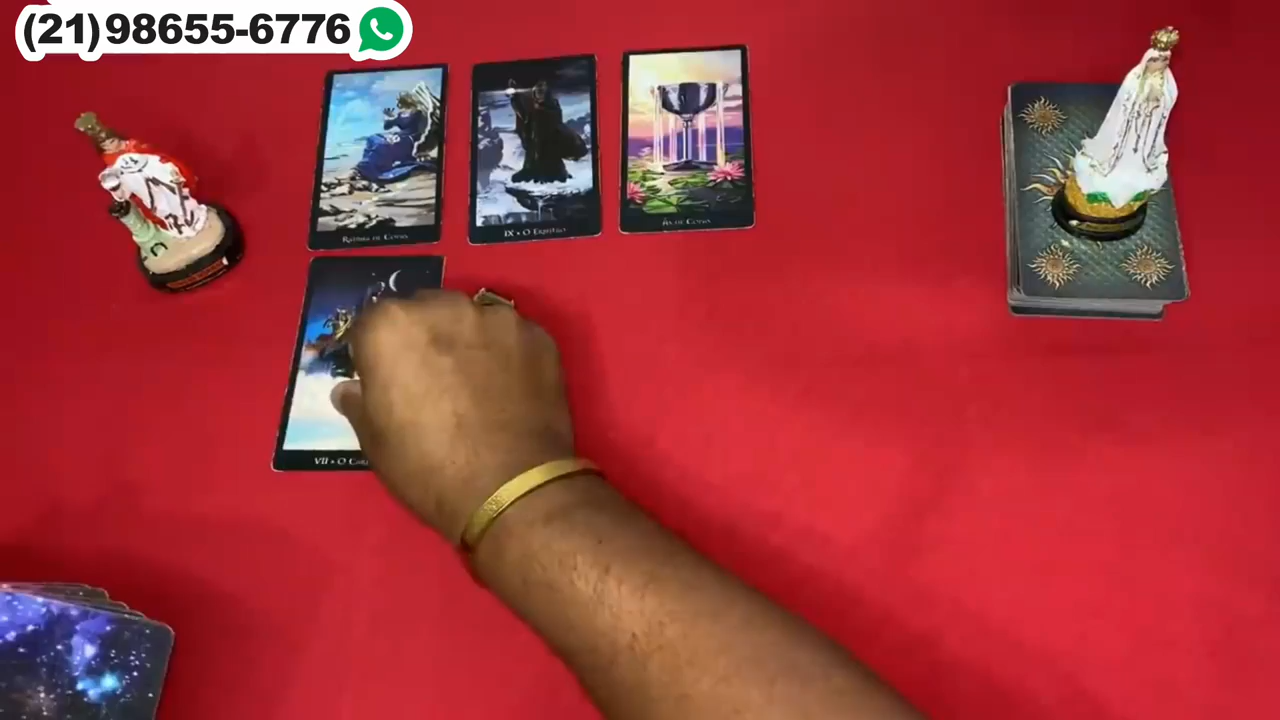 (21)98655-6776
RAINHA DE COPAS
IX • O EREMITA
ÁS DE COPAS
VII • O